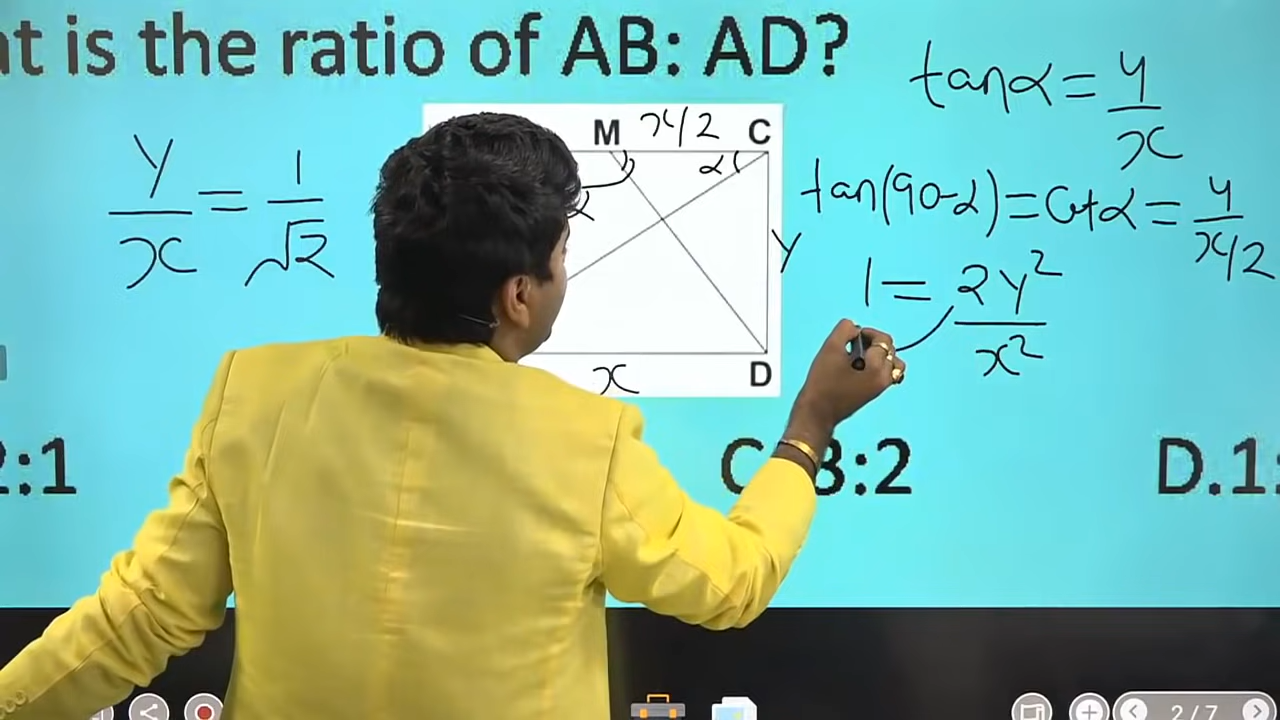 at is the ratio of AB: AD?
tanα = y/x
M x/2 C
α
y/x = 1/√2
tan(90-α) = cotα = y/(x/2)
y
1 = 2y²/x²
x D
2:1
C 3:2
D.1:
2 / 7